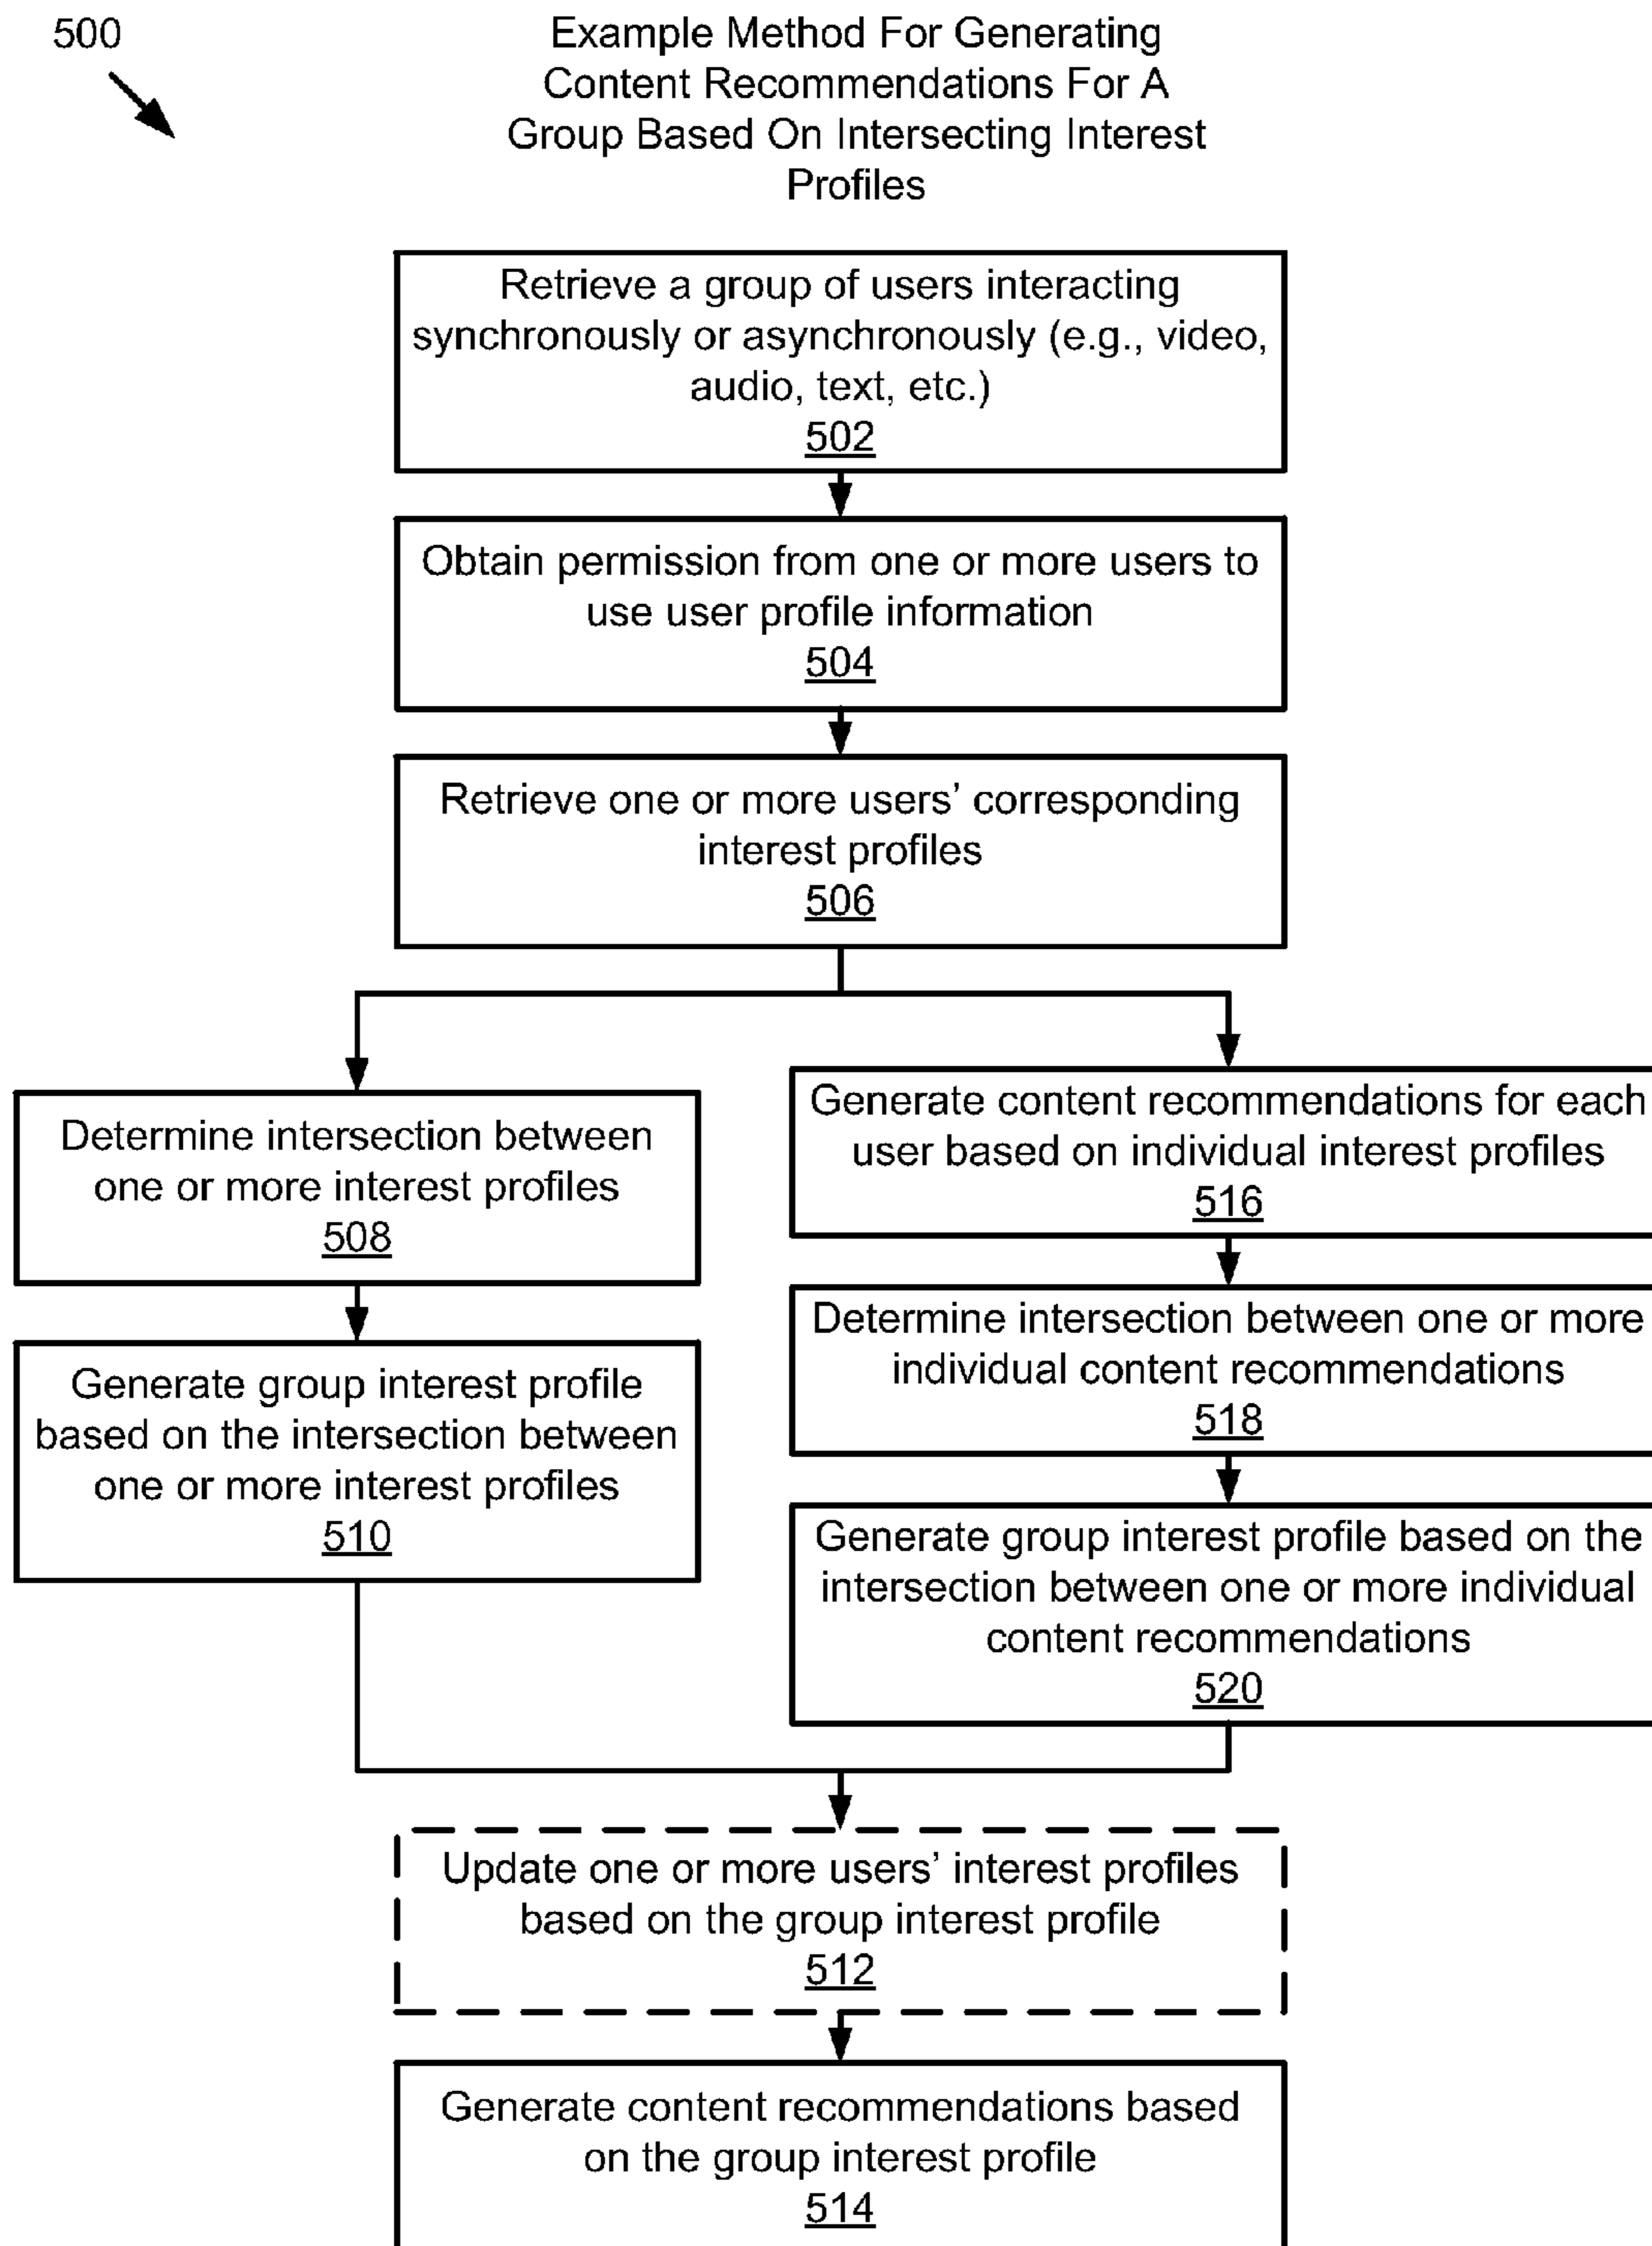 500
Example Method For Generating
Content Recommendations For A
Group Based On Intersecting Interest
Profiles
Retrieve a group of users interacting
synchronously or asynchronously (e.g., video,
audio, text, etc.)
502
Obtain permission from one or more users to
use user profile information
504
Retrieve one or more users’ corresponding
interest profiles
506
Determine intersection between
one or more interest profiles
508
Generate group interest profile
based on the intersection between
one or more interest profiles
510
Generate content recommendations for each
user based on individual interest profiles
516
Determine intersection between one or more
individual content recommendations
518
Generate group interest profile based on the
intersection between one or more individual
content recommendations
520
Update one or more users’ interest profiles
based on the group interest profile
512
Generate content recommendations based
on the group interest profile
514